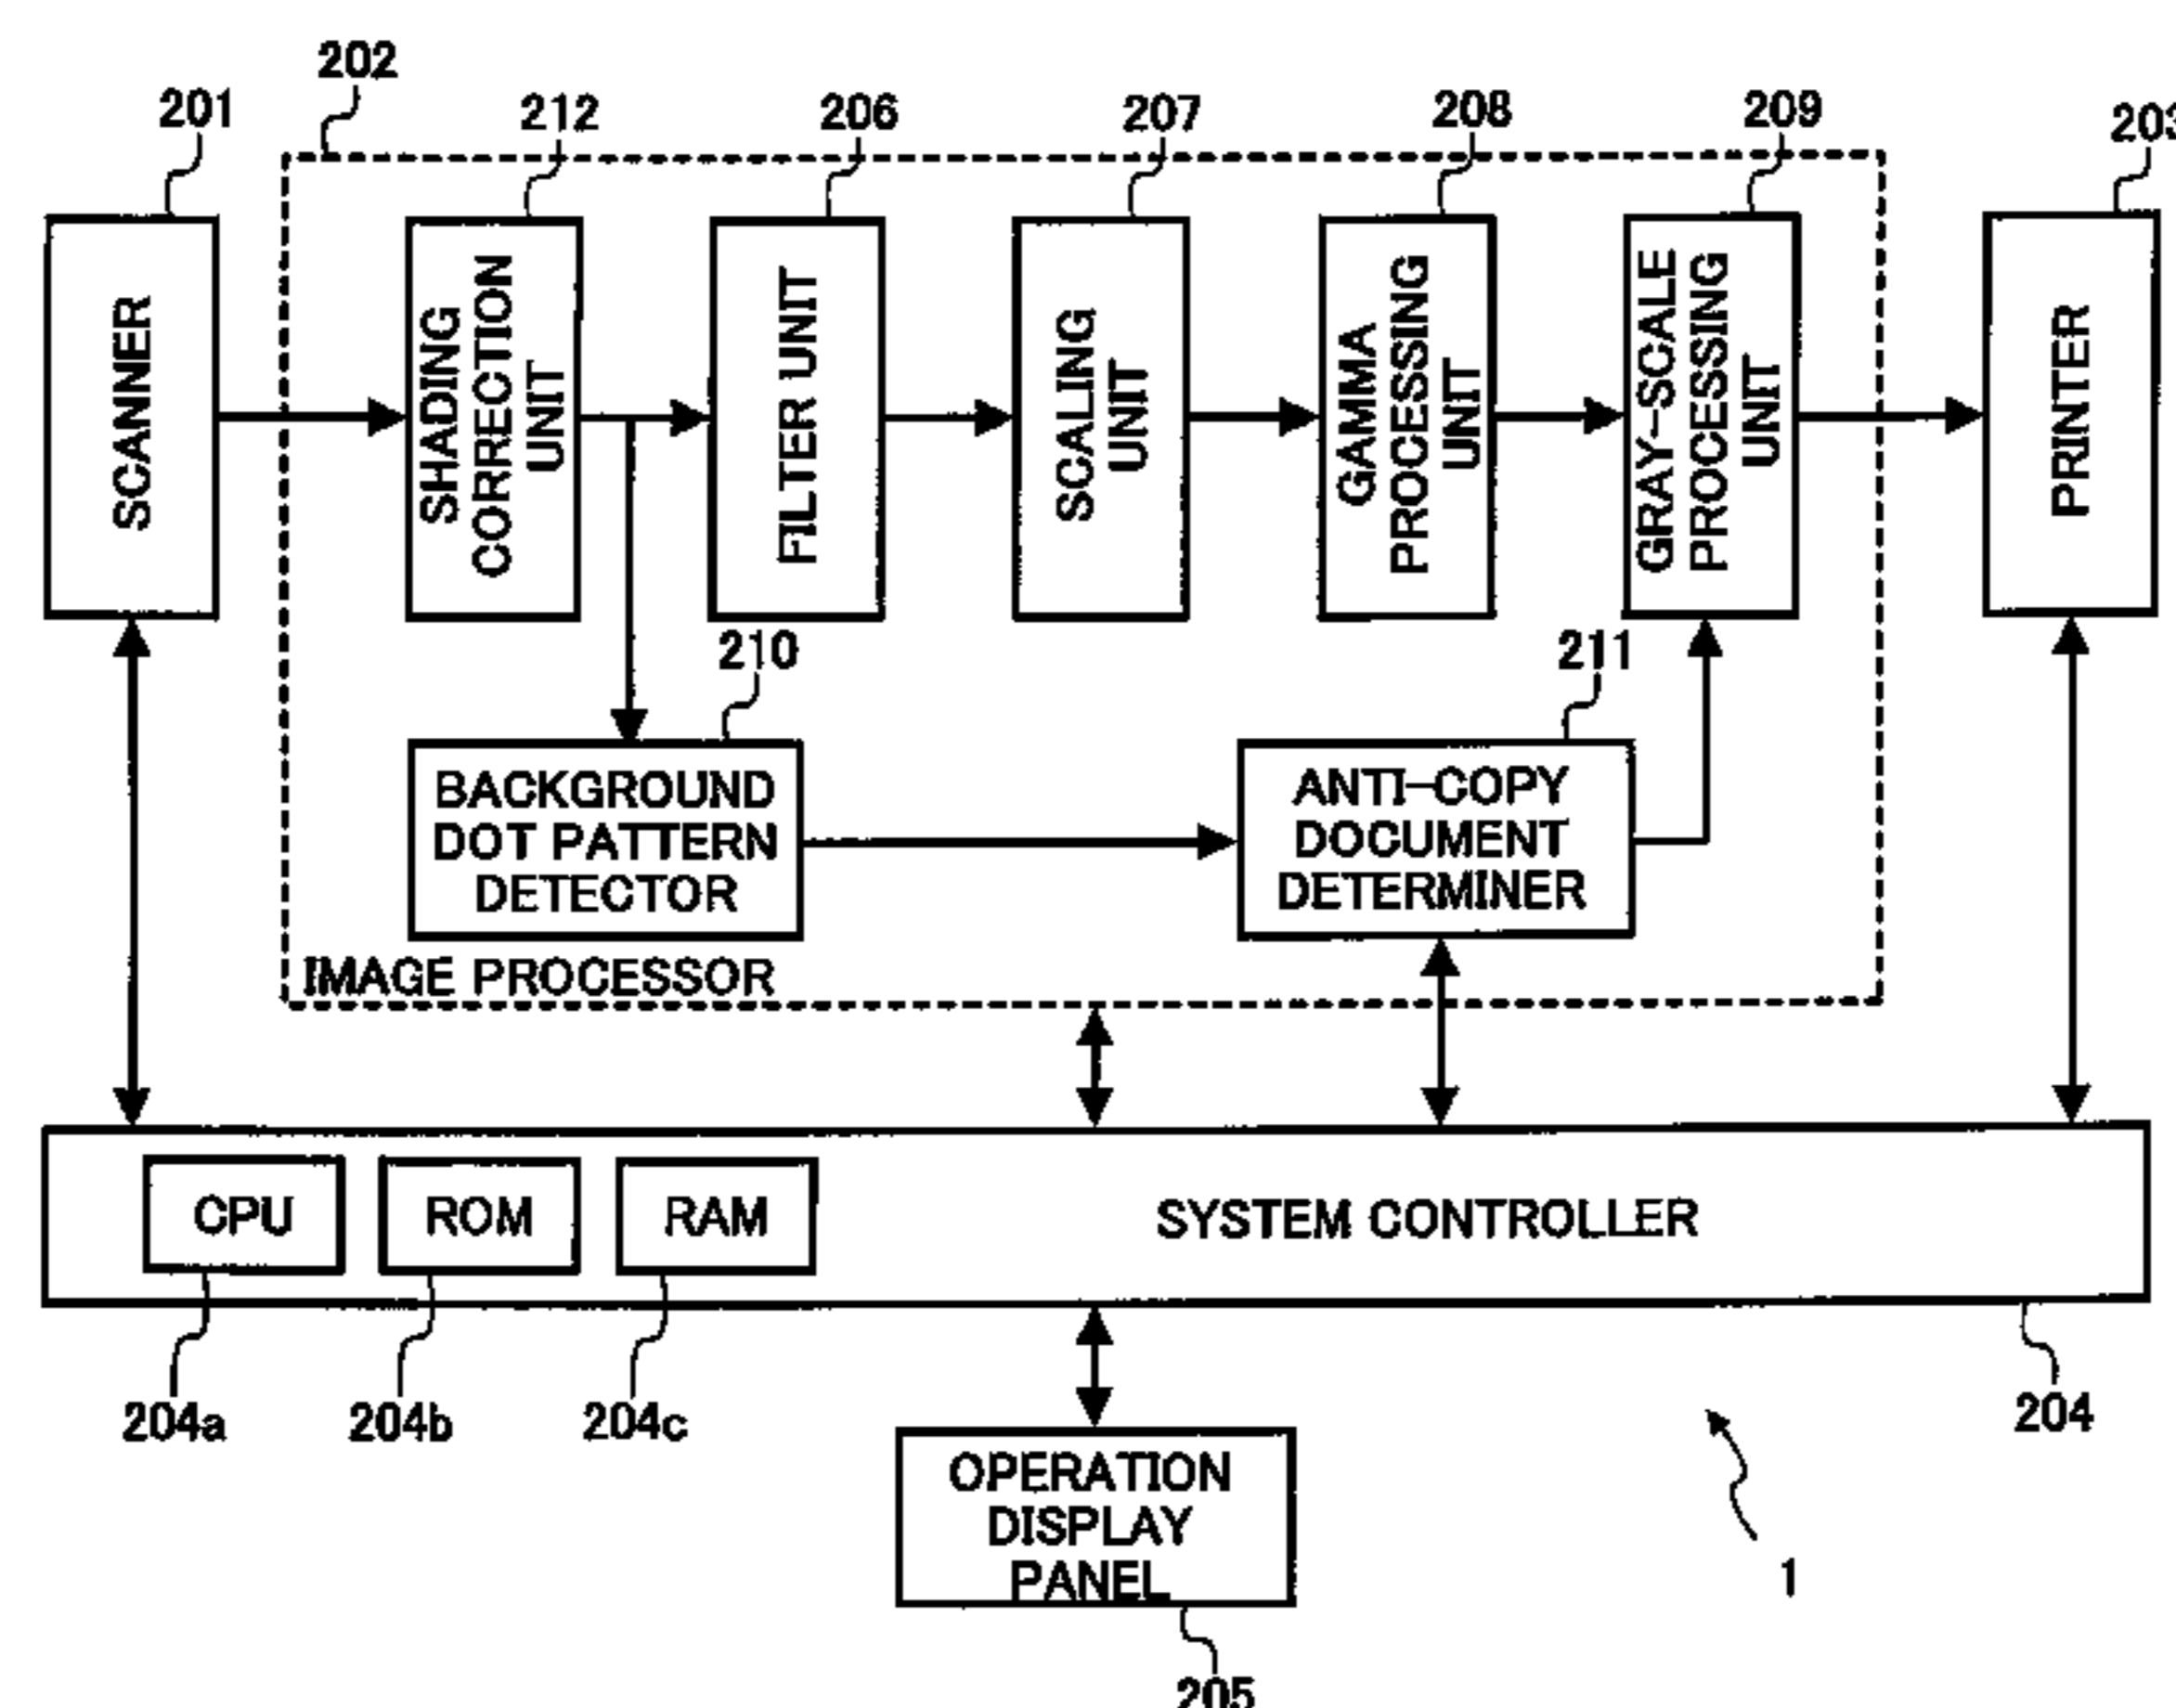 202
201
212
206
207
208
209
203
SCANNER
SHADING
CORRECTION
UNIT
FILTER UNIT
SCALING
UNIT
GAMMA
PROCESSING
UNIT
GRAY-SCALE
PROCESSING
UNIT
PRINTER
210
211
BACKGROUND
DOT PATTERN
DETECTOR
ANTI-COPY
DOCUMENT
DETERMINER
IMAGE PROCESSOR
CPU
ROM
RAM
SYSTEM CONTROLLER
204a
204b
204c
204
OPERATION
DISPLAY
PANEL
1
205